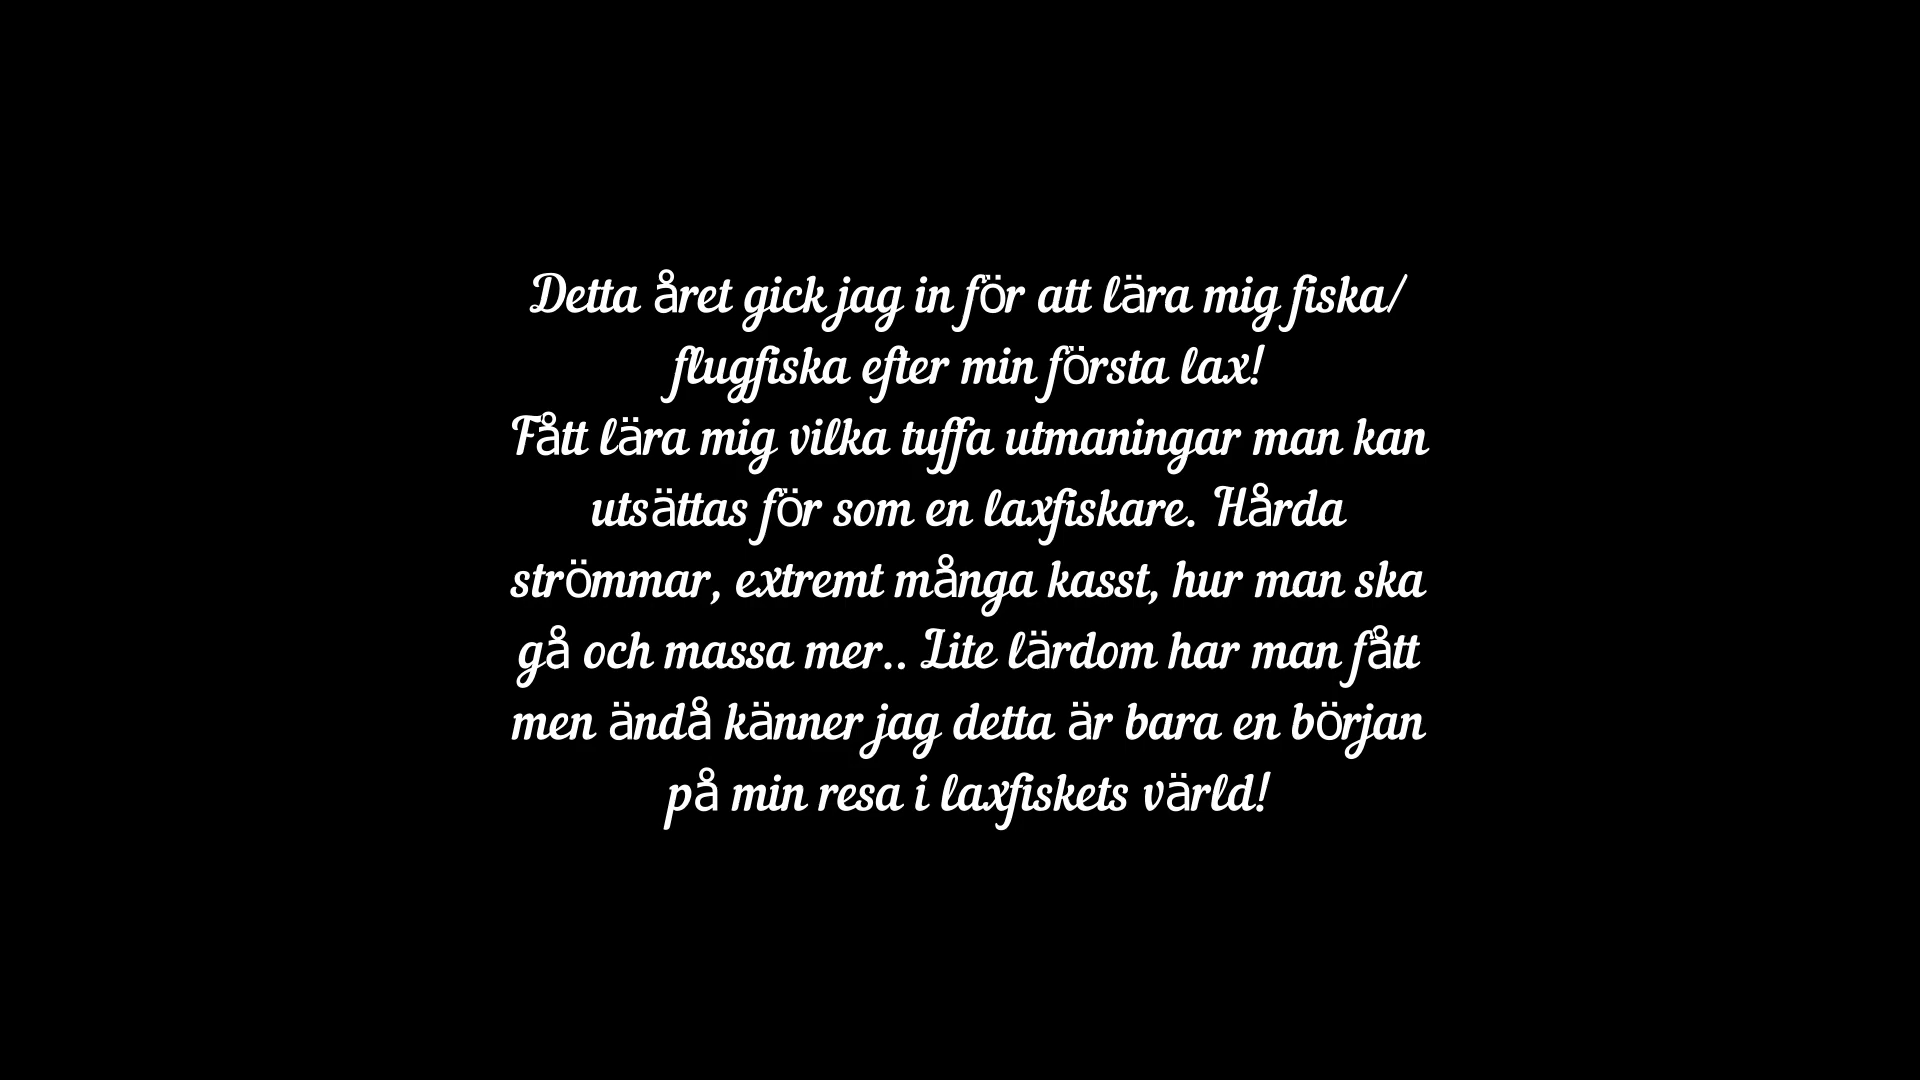 Detta året gick jag in för att lära mig fiska/
flugfiska efter min första lax!
Fått lära mig vilka tuffa utmaningar man kan
utsättas för som en laxfiskare. Hårda
strömmar, extremt många kasst, hur man ska
gå och massa mer.. Lite lärdom har man fått
men ändå känner jag detta är bara en början
på min resa i laxfiskets värld!